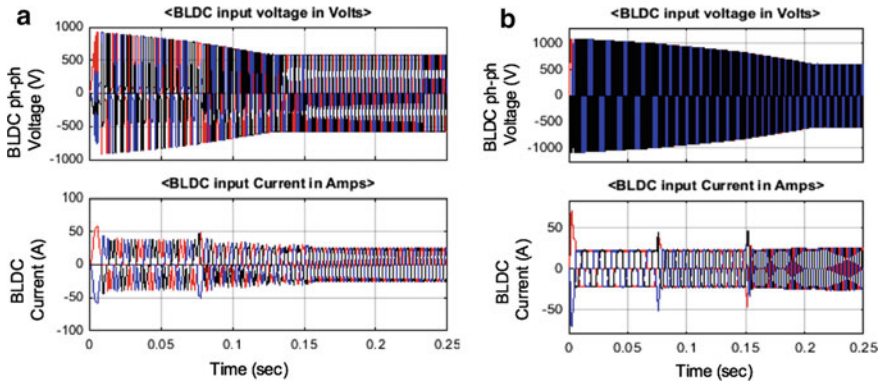 a
<BLDC input voltage in Volts>
BLDC ph-ph
Voltage (V)
1000
500
0
-500
-1000
<BLDC input Current in Amps>
BLDC
Current (A)
100
50
0
-50
100
0
0.05
0.1
0.15
0.2
0.25
Time (sec)
b
<BLDC input voltage in Volts>
BLDC ph-ph
Voltage (V)
1000
500
0
-500
-1000
<BLDC input Current in Amps>
BLDC
Current (A)
50
0
50
0
0.05
0.1
0.15
0.2
0.25
Time (sec)